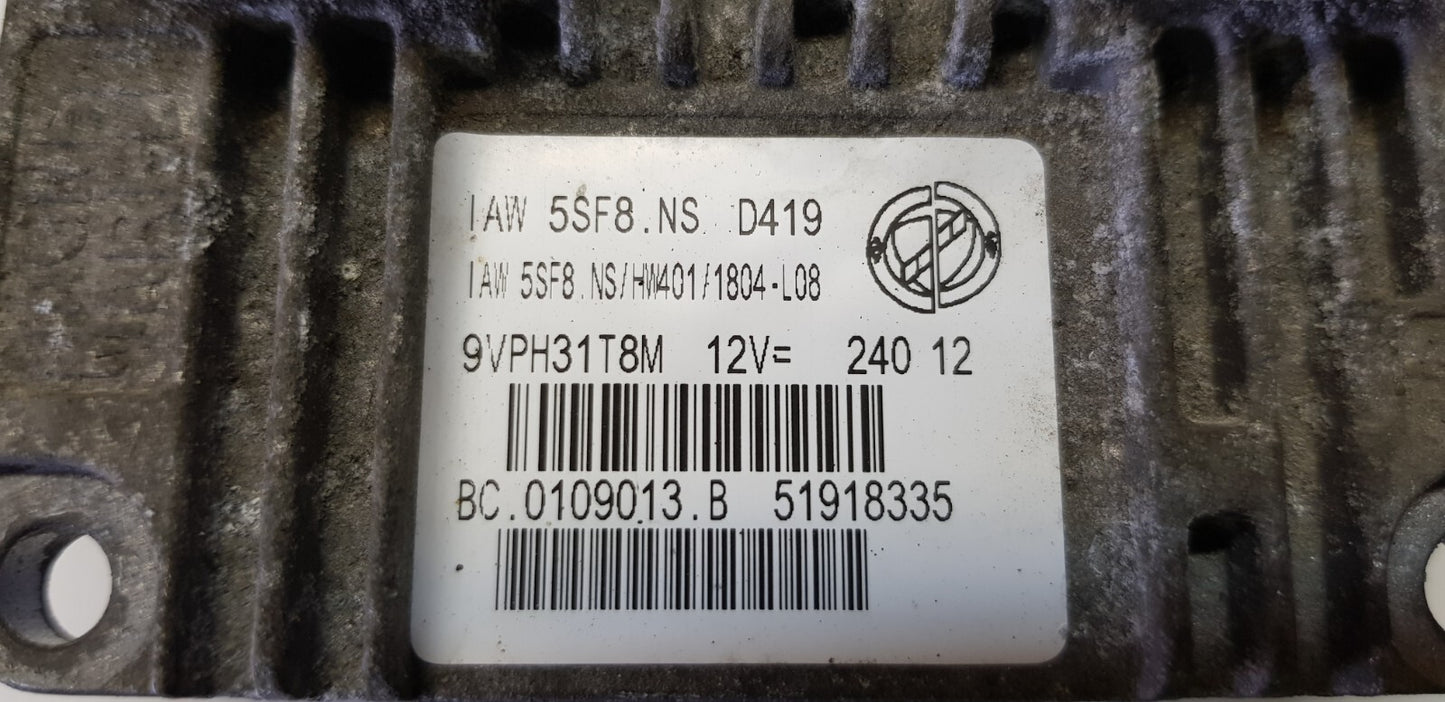 IAW 5SF8.NS D419
IAW 5SF8.NS/HW401/1804-L08
9VPH31T8M 12V= 240 12
BC.0109013.B 51918335